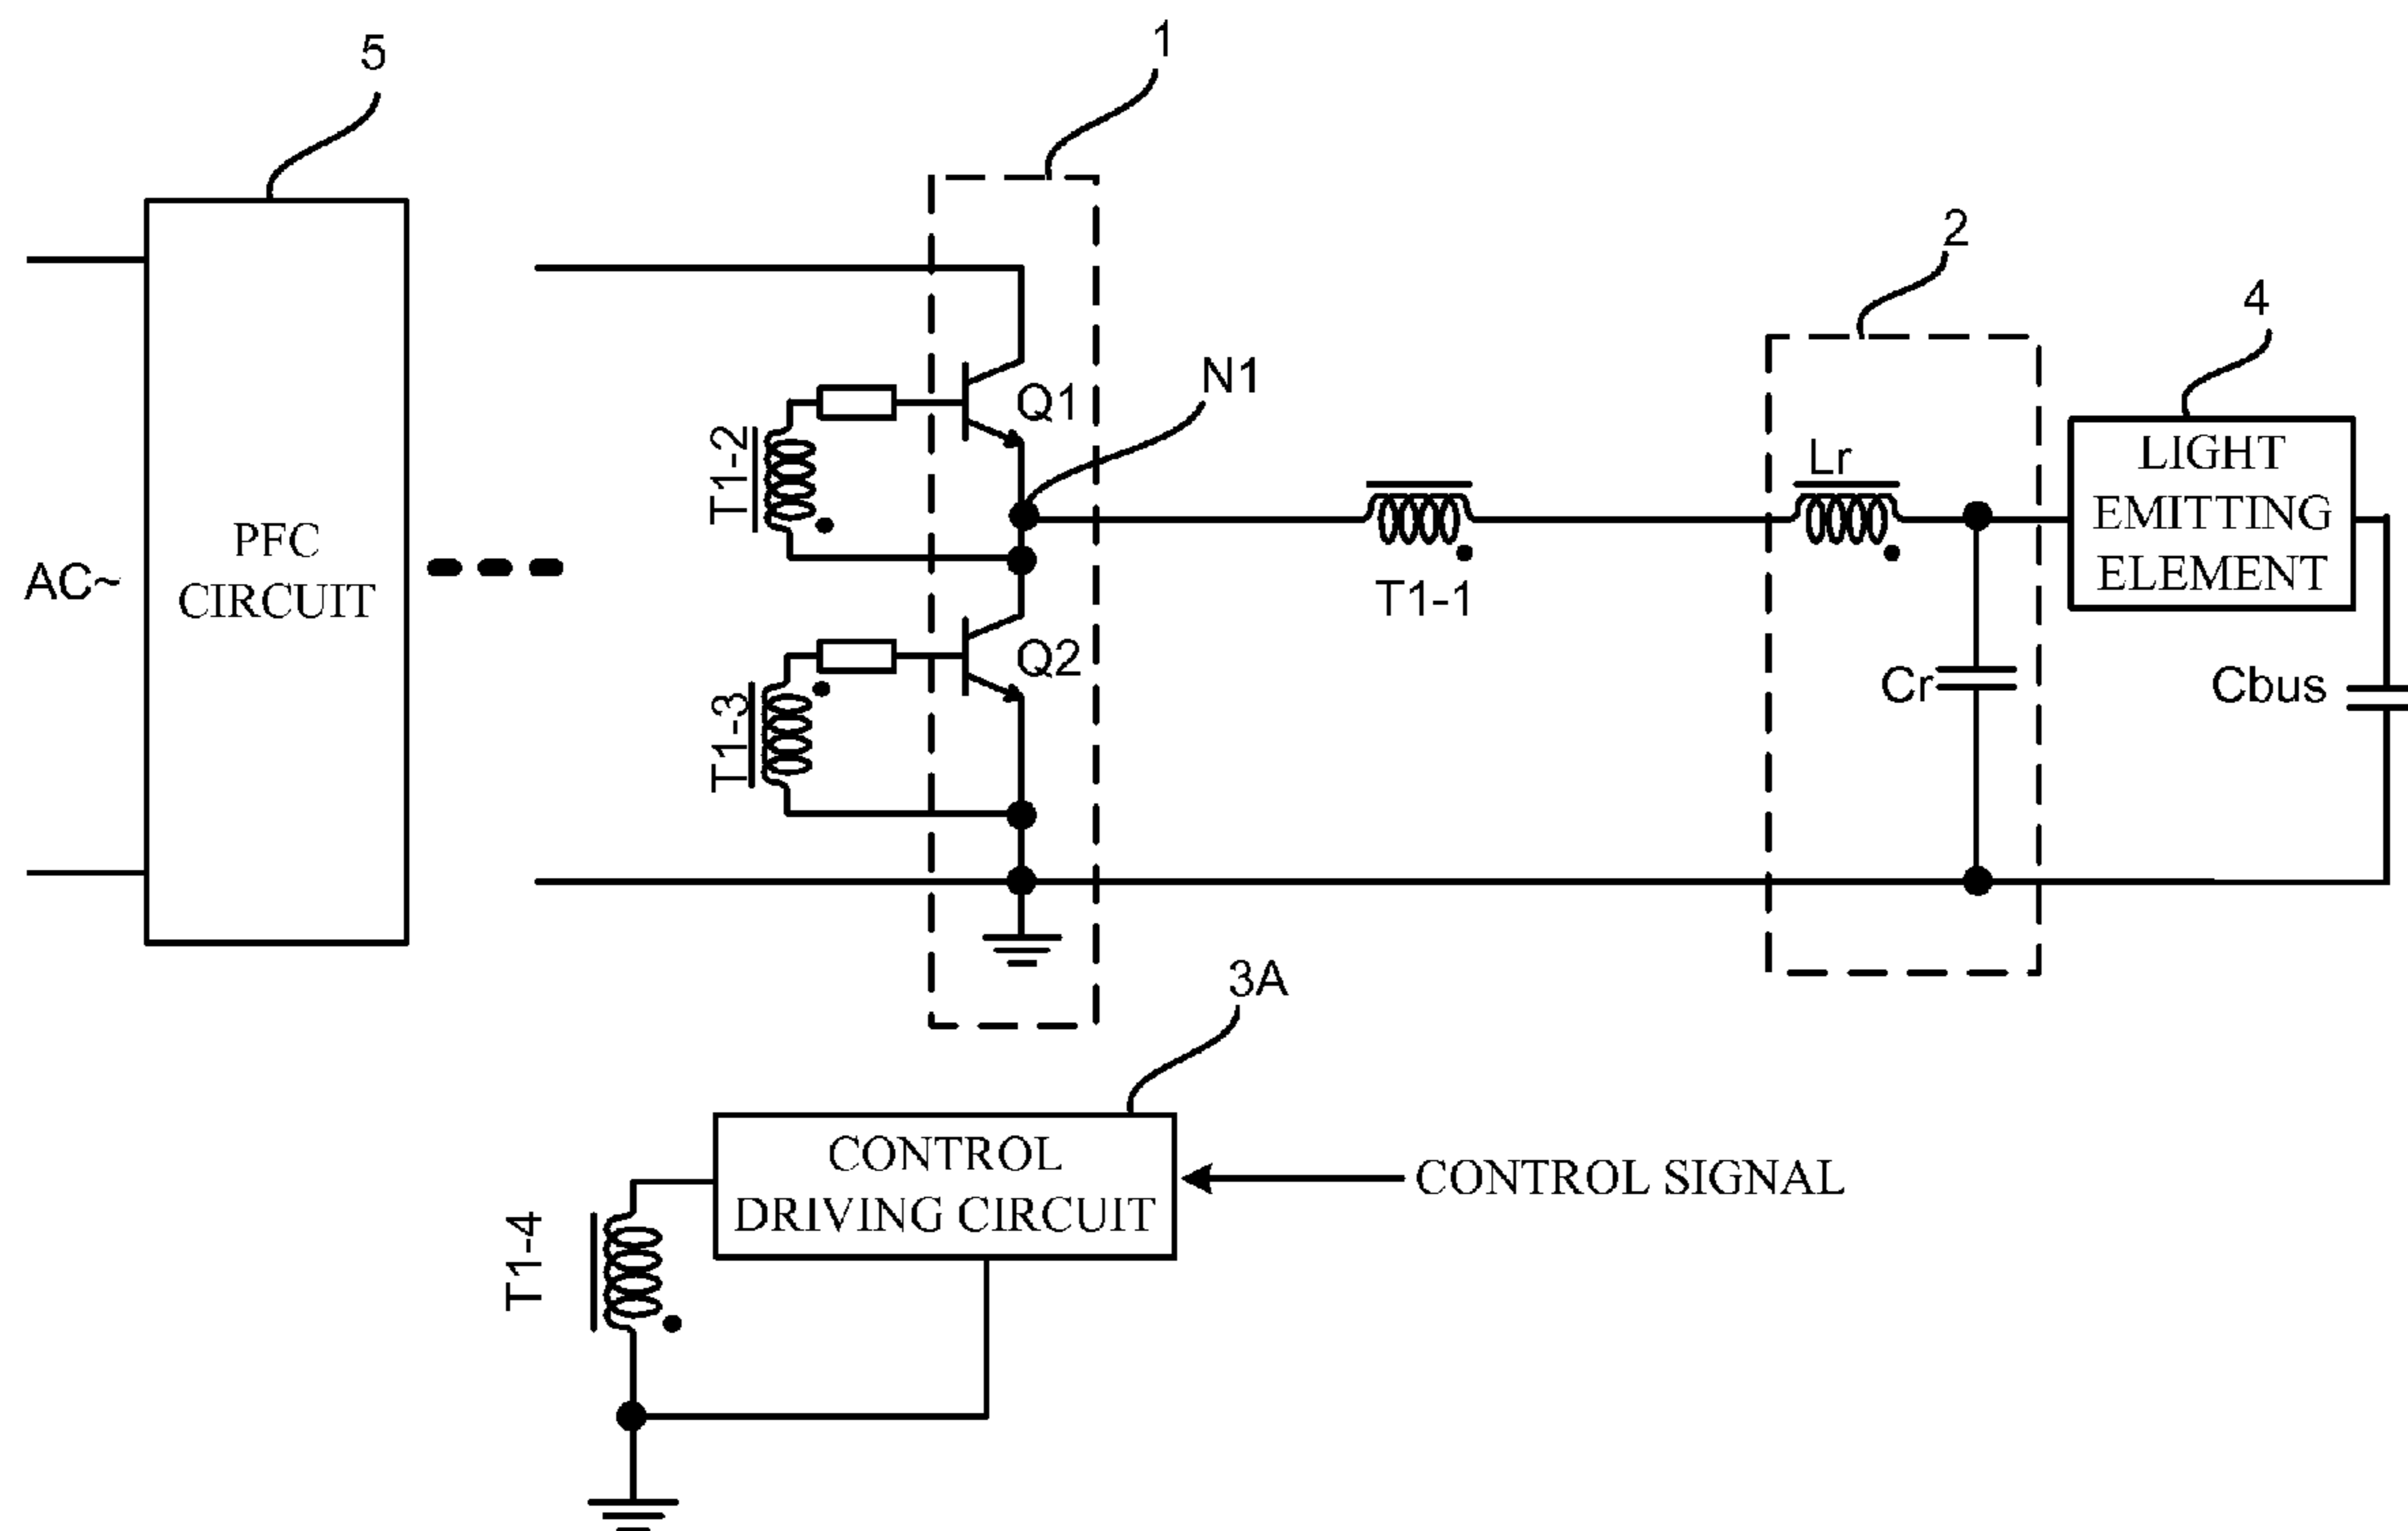 5
1
2
4
N1
Q1
T1-2
Lr
LIGHT
EMITTING
ELEMENT
PFC
CIRCUIT
AC~
T1-1
Q2
T1-3
Cr
Cbus
3A
CONTROL
DRIVING CIRCUIT
CONTROL SIGNAL
T1-4